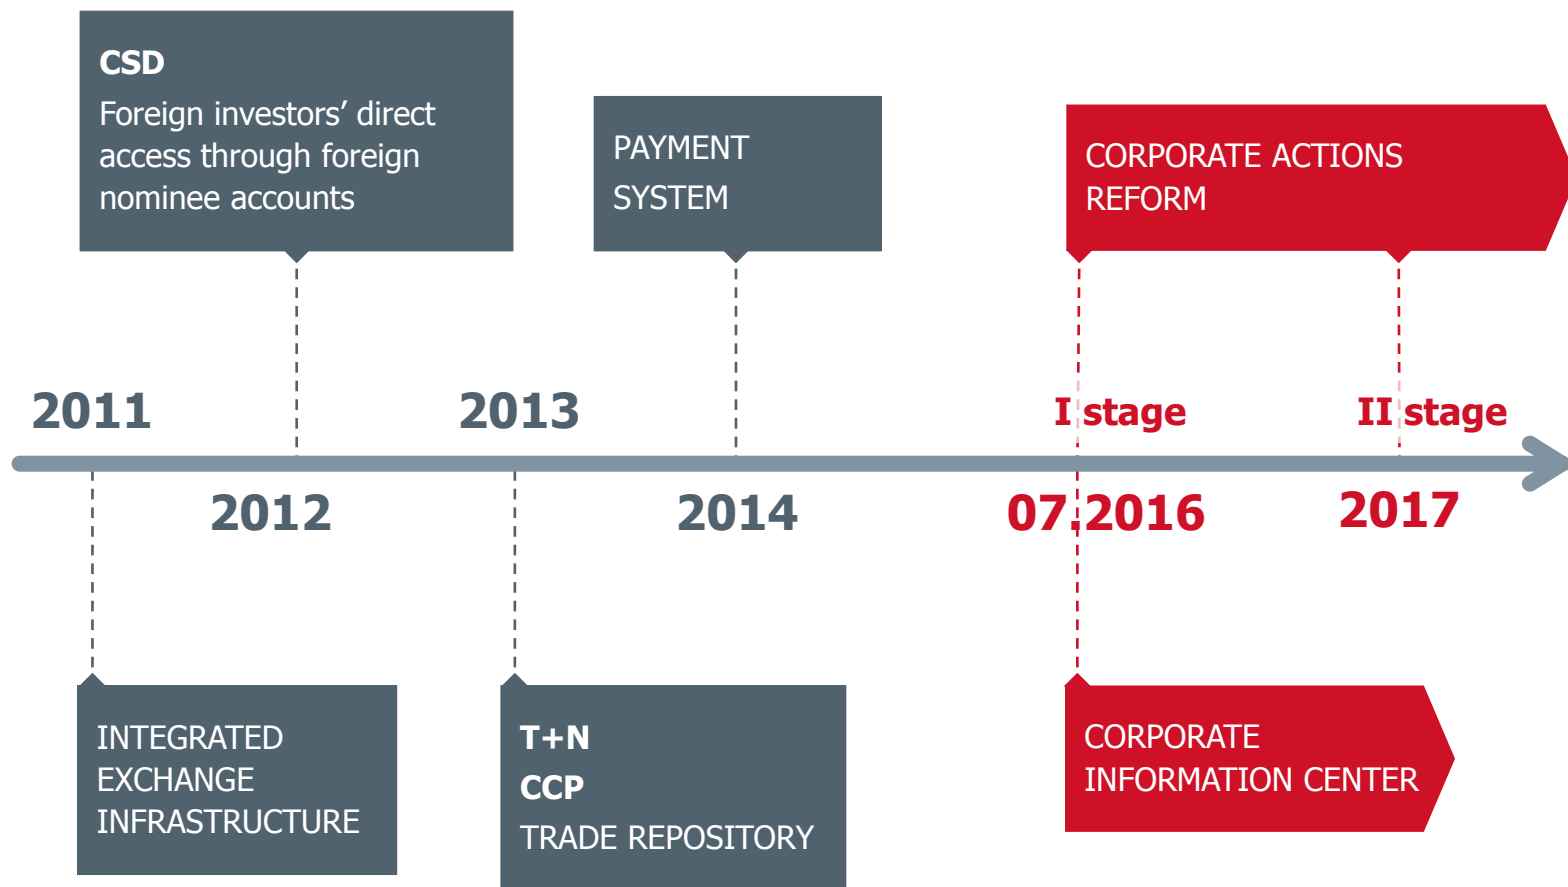 CSD
Foreign investors’ direct
access through foreign
nominee accounts
PAYMENT
SYSTEM
CORPORATE ACTIONS
REFORM
2011
2013
I stage
II stage
2012
2014
07.2016
2017
INTEGRATED
EXCHANGE
INFRASTRUCTURE
T+N
CCP
TRADE REPOSITORY
CORPORATE
INFORMATION CENTER